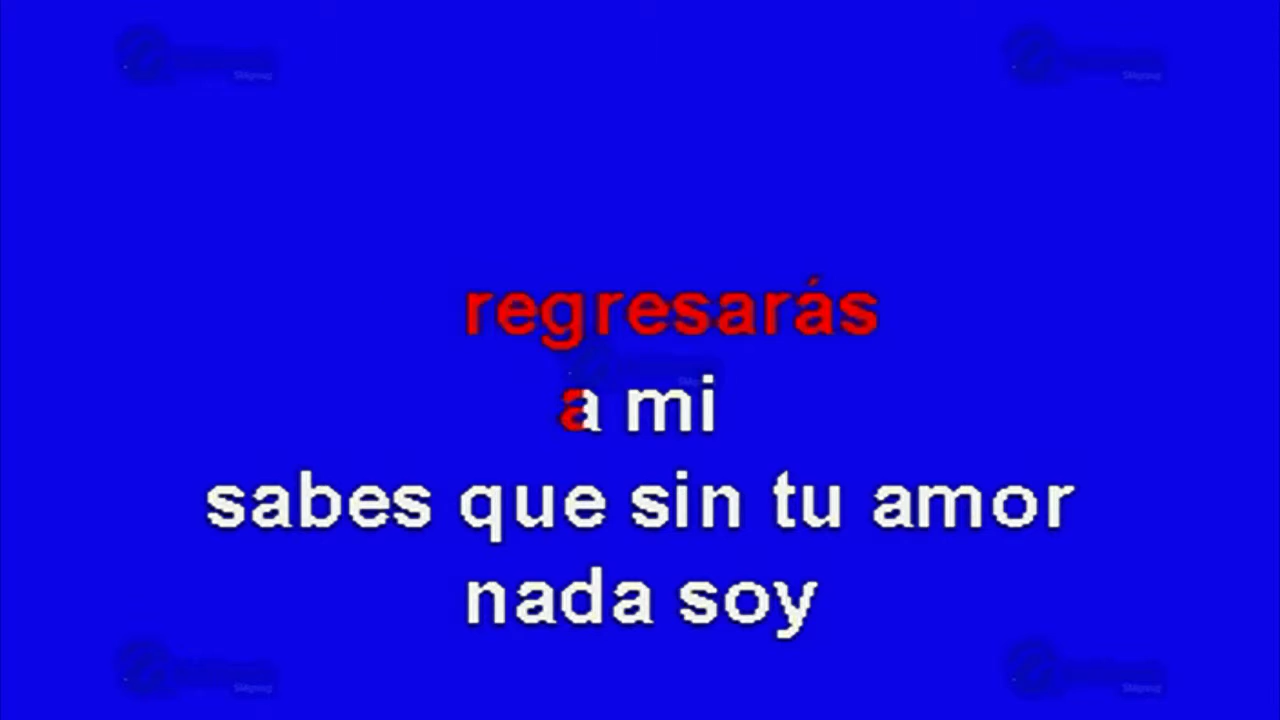 regresarás
a mi
sabes que sin tu amor
nada soy